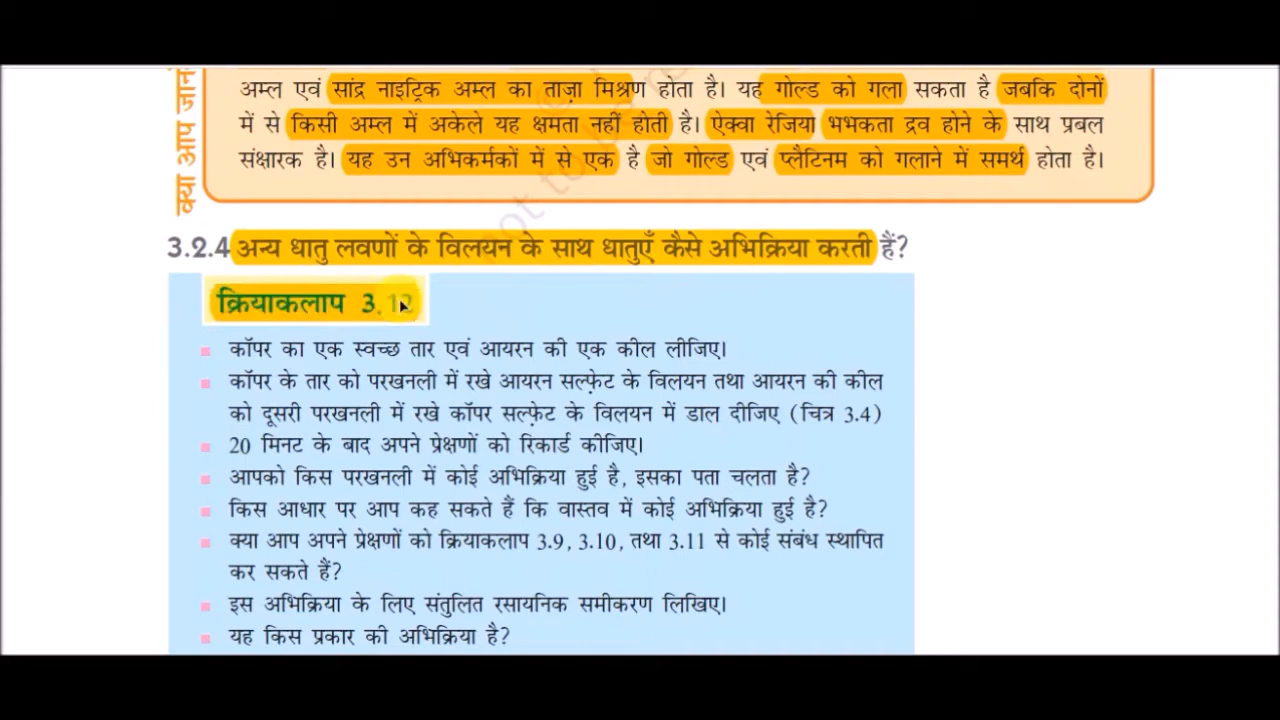 क्या आप जान
अम्ल एवं सांद्र नाइट्रिक अम्ल का ताज़ा मिश्रण होता है। यह गोल्ड को गला सकता है जबकि दोनों
में से किसी अम्ल में अकेले यह क्षमता नहीं होती है। ऐक्वा रेजिया भभकता द्रव होने के साथ प्रबल
संक्षारक है। यह उन अभिकर्मकों में से एक है जो गोल्ड एवं प्लैटिनम को गलाने में समर्थ होता है।
3.2.4 अन्य धातु लवणों के विलयन के साथ धातुएँ कैसे अभिक्रिया करती हैं?
क्रियाकलाप 3.12
कॉपर का एक स्वच्छ तार एवं आयरन की एक कील लीजिए।
कॉपर के तार को परखनली में रखे आयरन सल्फ़ेट के विलयन तथा आयरन की कील
को दूसरी परखनली में रखे कॉपर सल्फ़ेट के विलयन में डाल दीजिए (चित्र 3.4)
20 मिनट के बाद अपने प्रेक्षणों को रिकार्ड कीजिए।
आपको किस परखनली में कोई अभिक्रिया हुई है, इसका पता चलता है?
किस आधार पर आप कह सकते हैं कि वास्तव में कोई अभिक्रिया हुई है?
क्या आप अपने प्रेक्षणों को क्रियाकलाप 3.9, 3.10, तथा 3.11 से कोई संबंध स्थापित
कर सकते हैं?
इस अभिक्रिया के लिए संतुलित रसायनिक समीकरण लिखिए।
यह किस प्रकार की अभिक्रिया है?
not to be re